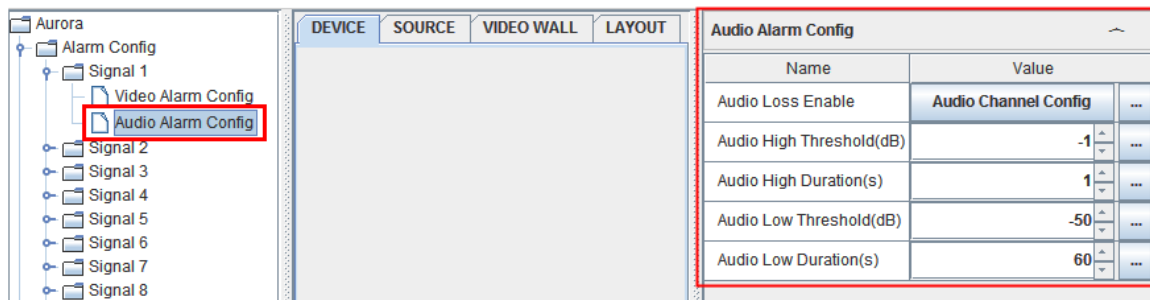 Aurora
Alarm Config
Signal 1
Video Alarm Config
Audio Alarm Config
Signal 2
Signal 3
Signal 4
Signal 5
Signal 6
Signal 7
Signal 8
DEVICE SOURCE VIDEO WALL LAYOUT
Audio Alarm Config
Name Value
Audio Loss Enable Audio Channel Config ...
Audio High Threshold(dB) -1 ...
Audio High Duration(s) 1 ...
Audio Low Threshold(dB) -50 ...
Audio Low Duration(s) 60 ...